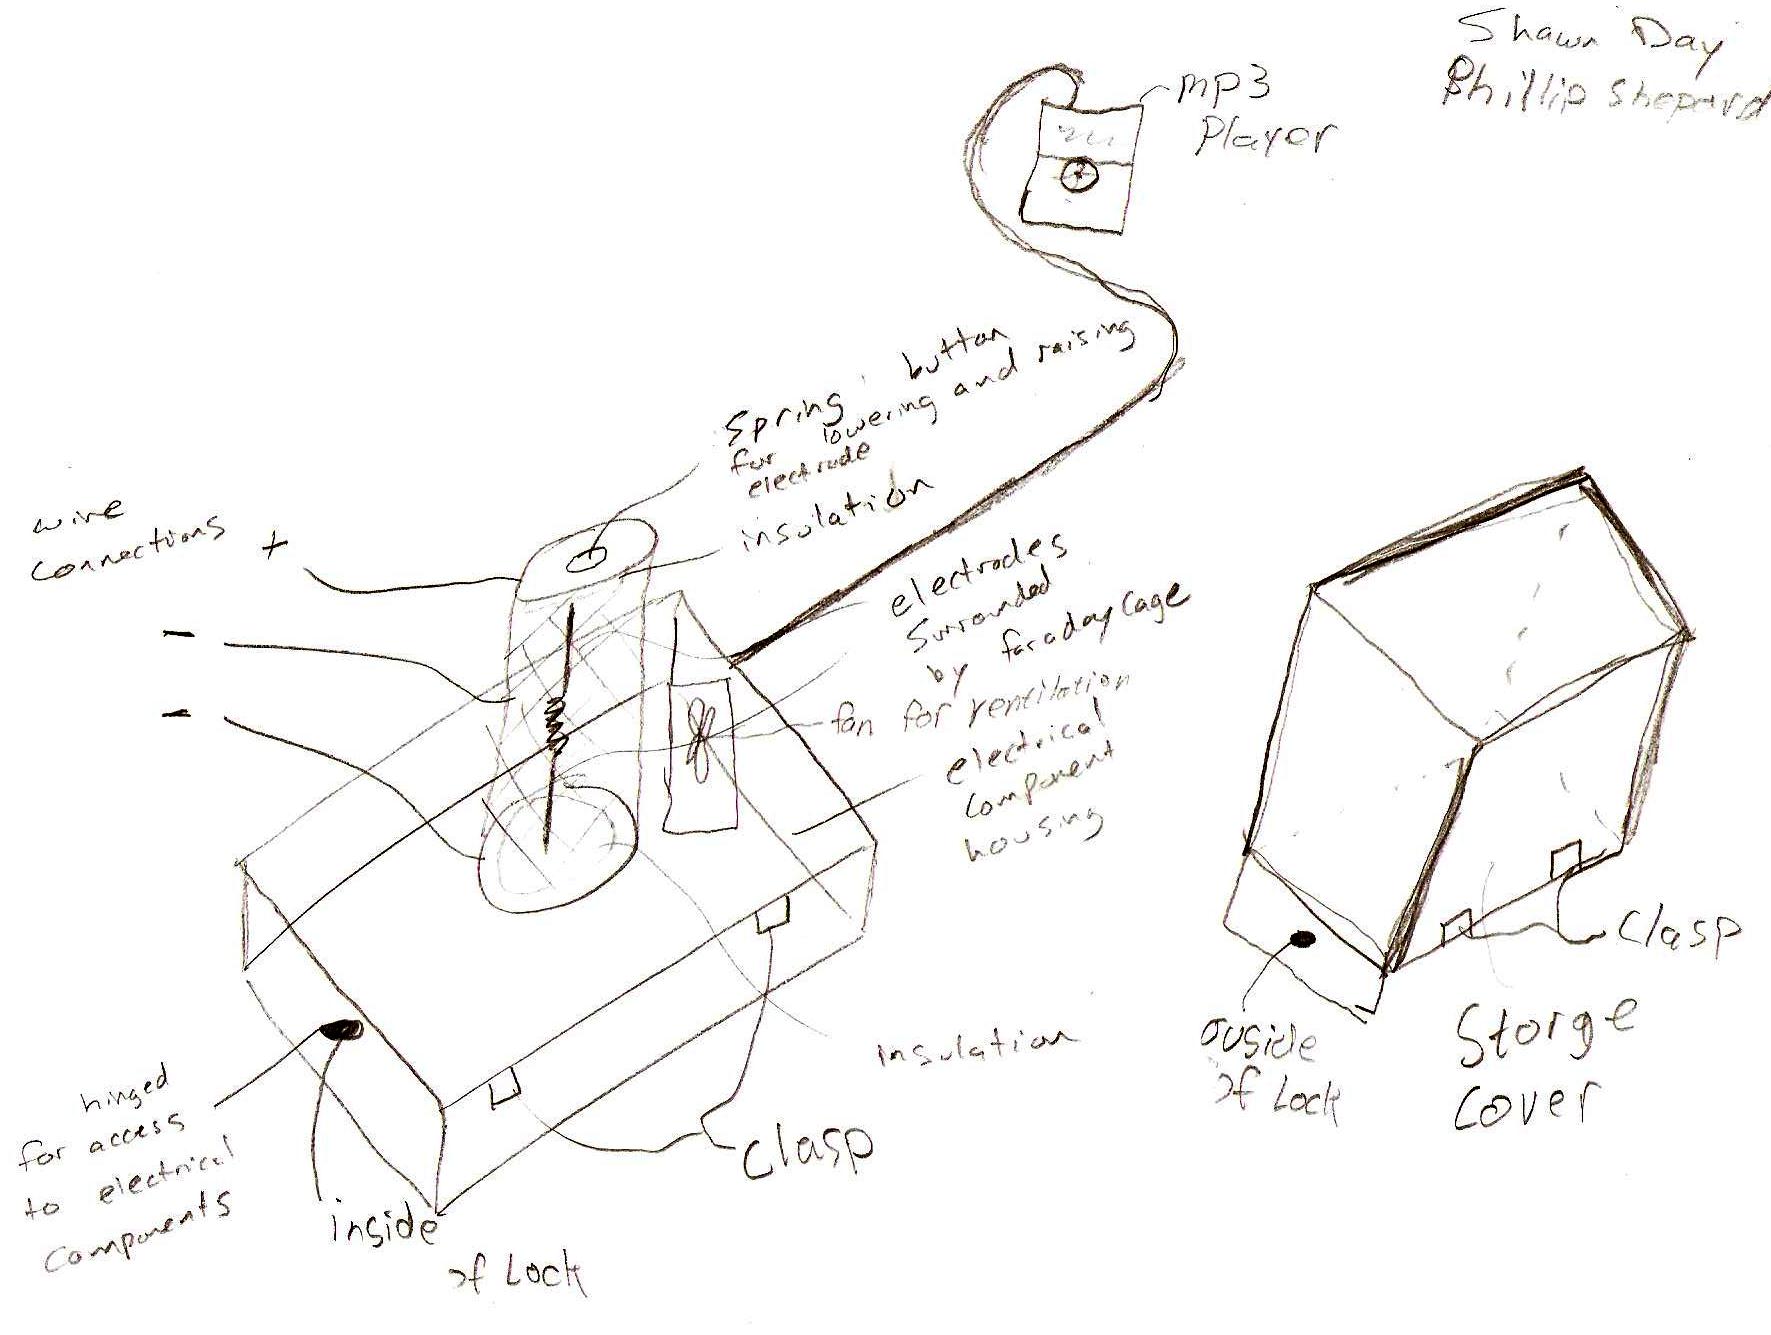 Shawn Day
Phillip Shepard
mp3
Player
Spring, button
for lowering and raising
electrode
insulation
wire
connections +
-
-
electrodes
surrounded
by faraday cage
fan for ventilation
electrical
component
housing
insulation
Clasp
hinged
for access
to electrical
components
inside
of Lock
Clasp
ouside
of Lock
Storge
cover